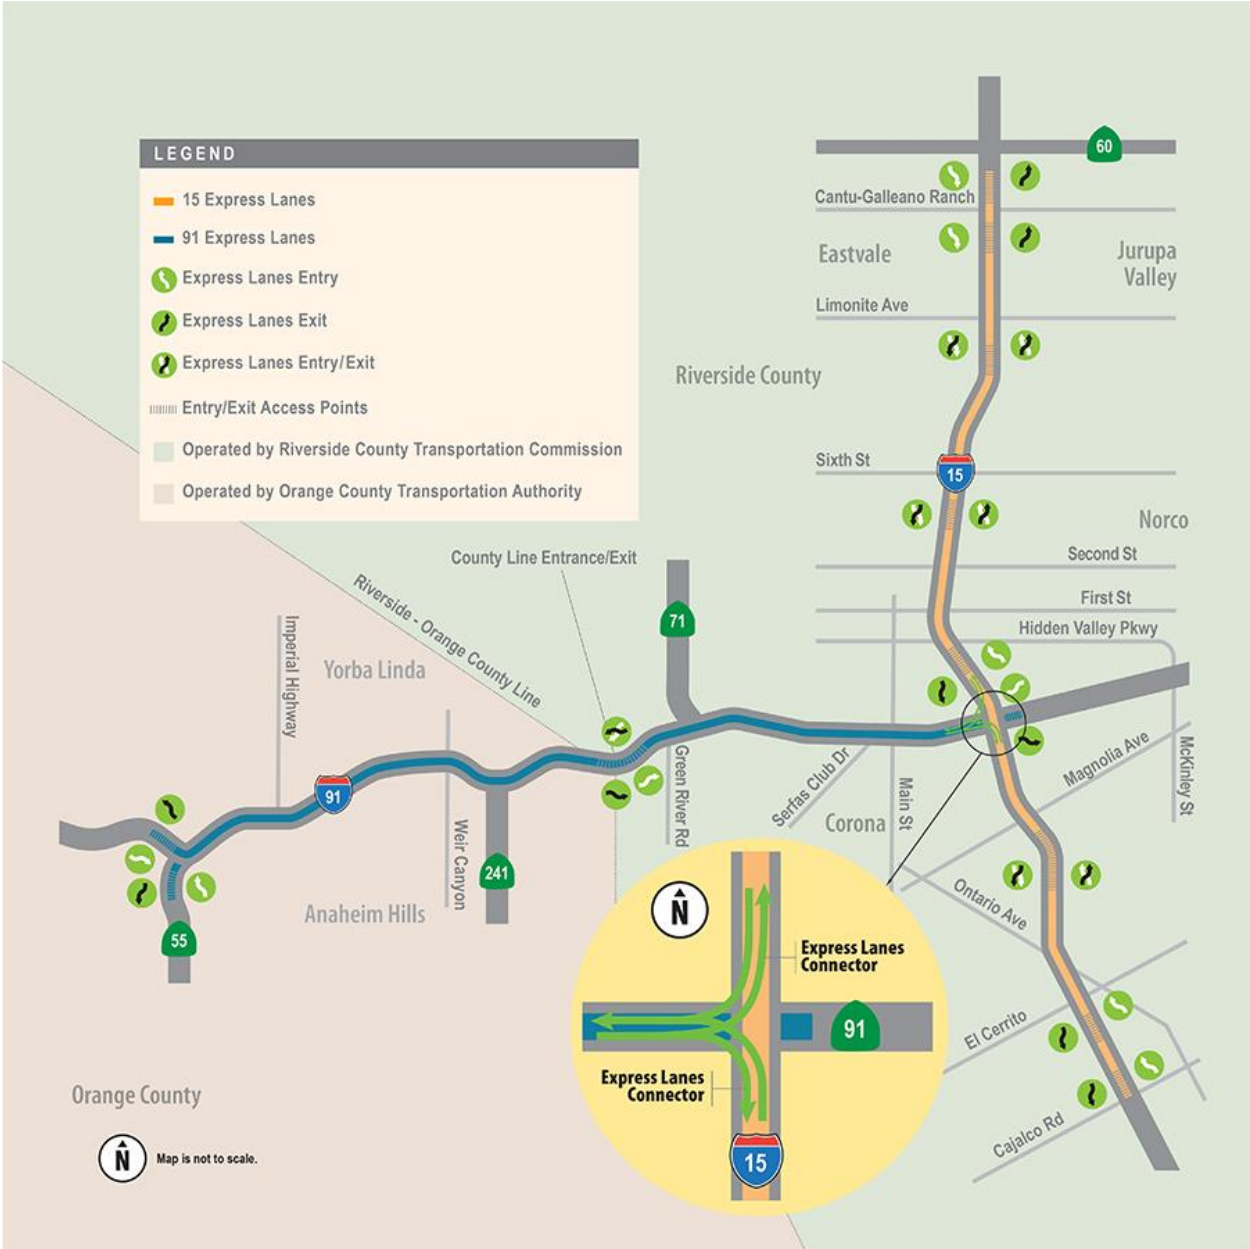 60
Cantu-Galleano Ranch
Eastvale
Jurupa
Valley
Limonite Ave
LEGEND
15 Express Lanes
91 Express Lanes
Express Lanes Entry
Express Lanes Exit
Express Lanes Entry/Exit
Entry/Exit Access Points
Operated by Riverside County Transportation Commission
Operated by Orange County Transportation Authority
Riverside County
Sixth St
15
Norco
Second St
First St
Hidden Valley Pkwy
County Line Entrance/Exit
Riverside - Orange County Line
71
Imperial Highway
Yorba Linda
91
Weir Canyon
241
Anaheim Hills
55
Green River Rd
Serfas Club Dr
Main St
Corona
Magnolia Ave
McKinley St
Ontario Ave
El Cerrito
Cajalco Rd
N
Express Lanes
Connector
91
Express Lanes
Connector
15
Orange County
N
Map is not to scale.